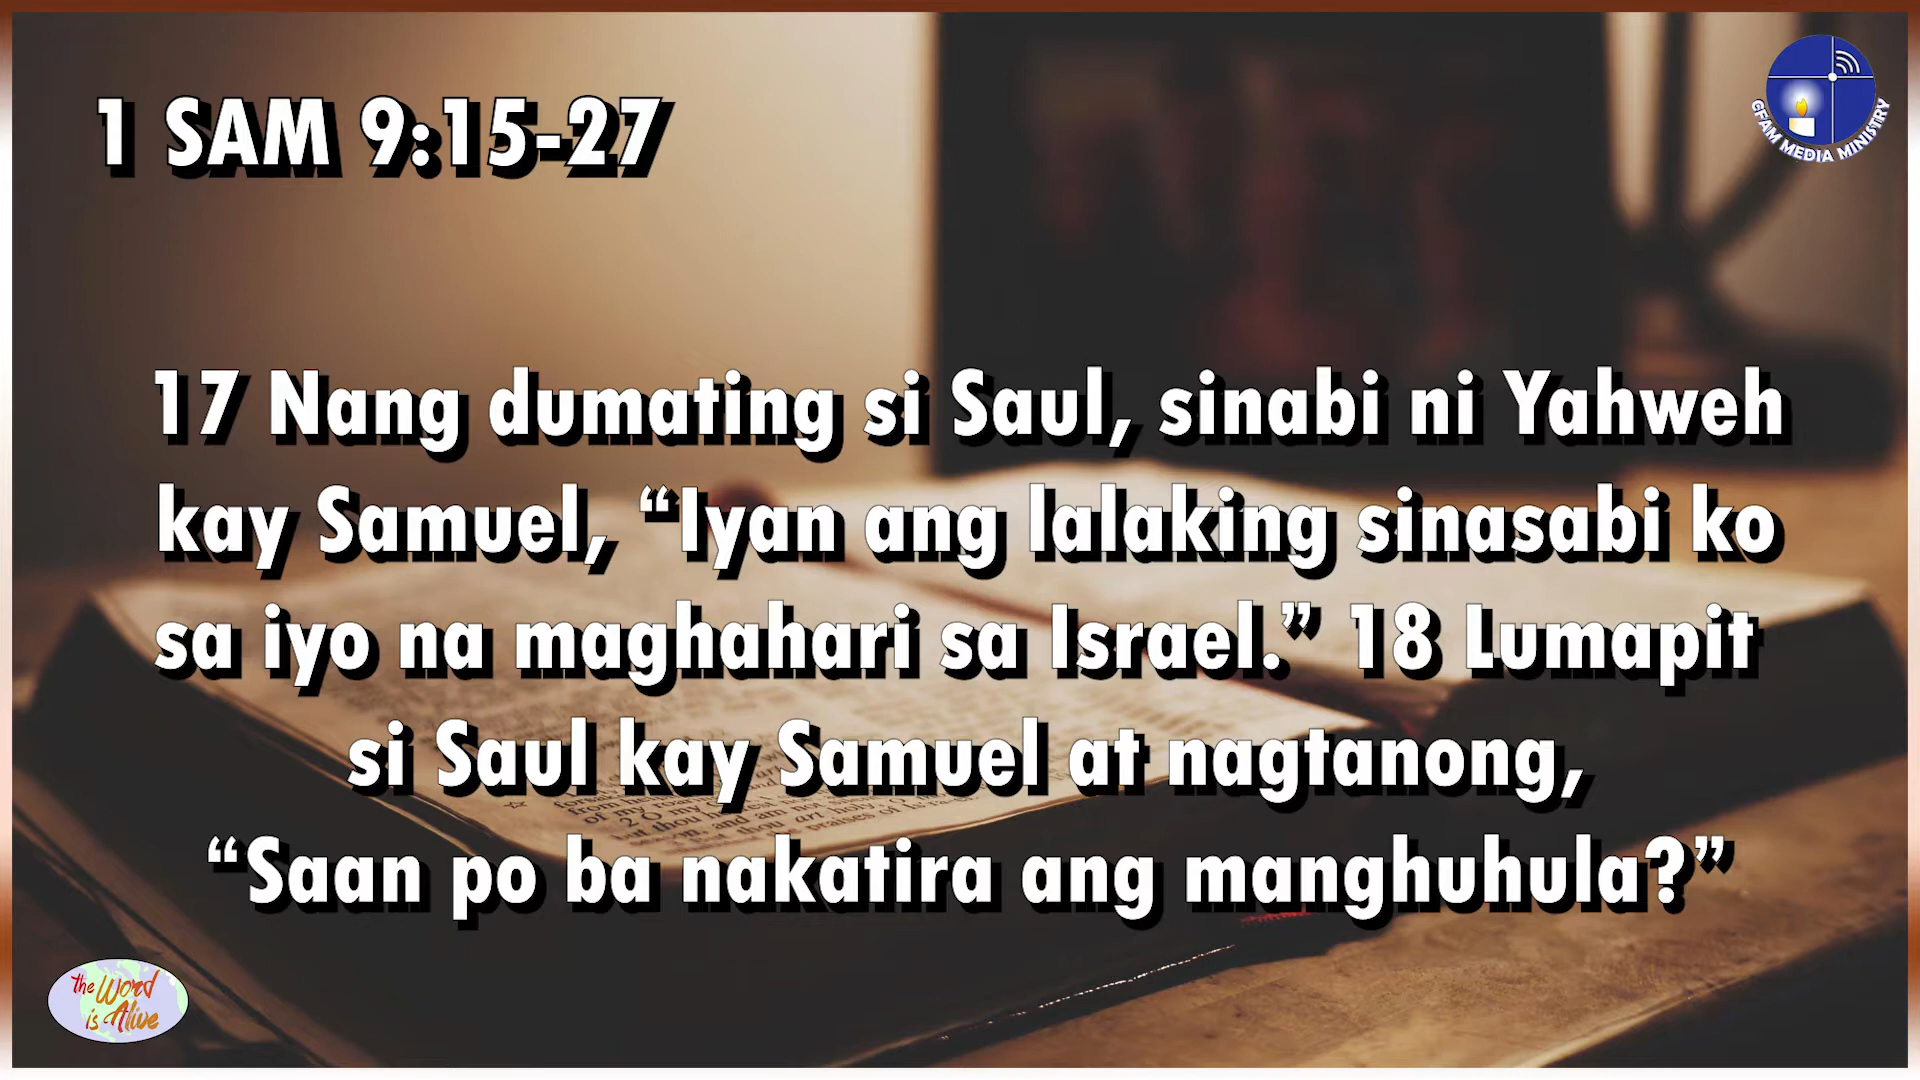 1 SAM 9:15-27
GFAM MEDIA MINISTRY
17 Nang dumating si Saul, sinabi ni Yahweh
kay Samuel, “Iyan ang lalaking sinasabi ko
sa iyo na maghahari sa Israel.” 18 Lumapit
si Saul kay Samuel at nagtanong,
“Saan po ba nakatira ang manghuhula?”
the Word
is Alive